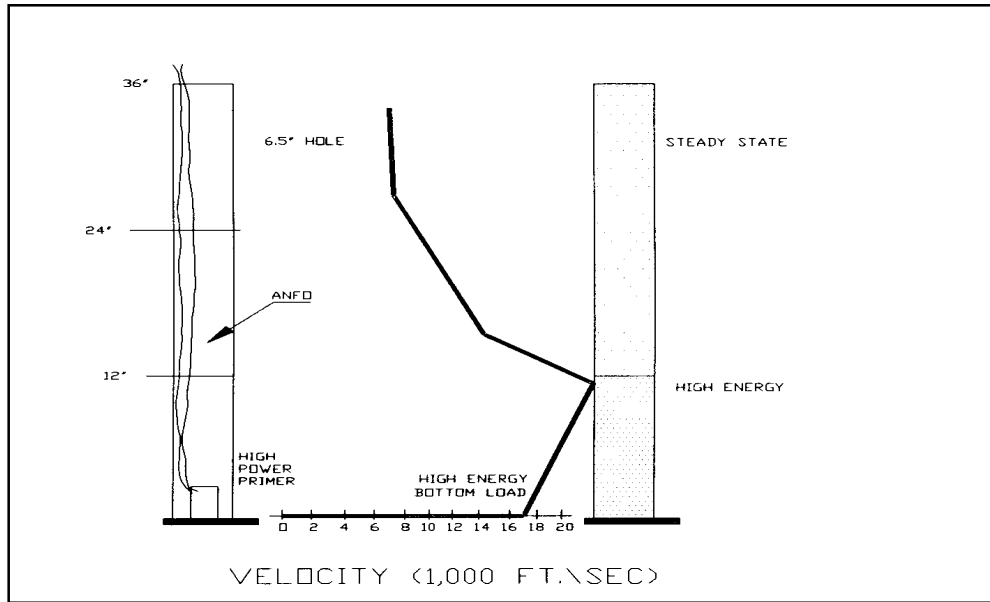 36"
6.5" HOLE
STEADY STATE
24"
ANFO
12"
HIGH ENERGY
HIGH
POWER
PRIMER
HIGH ENERGY
BOTTOM LOAD
0 2 4 6 8 10 12 14 16 18 20
VELOCITY (1,000 FT.\SEC)